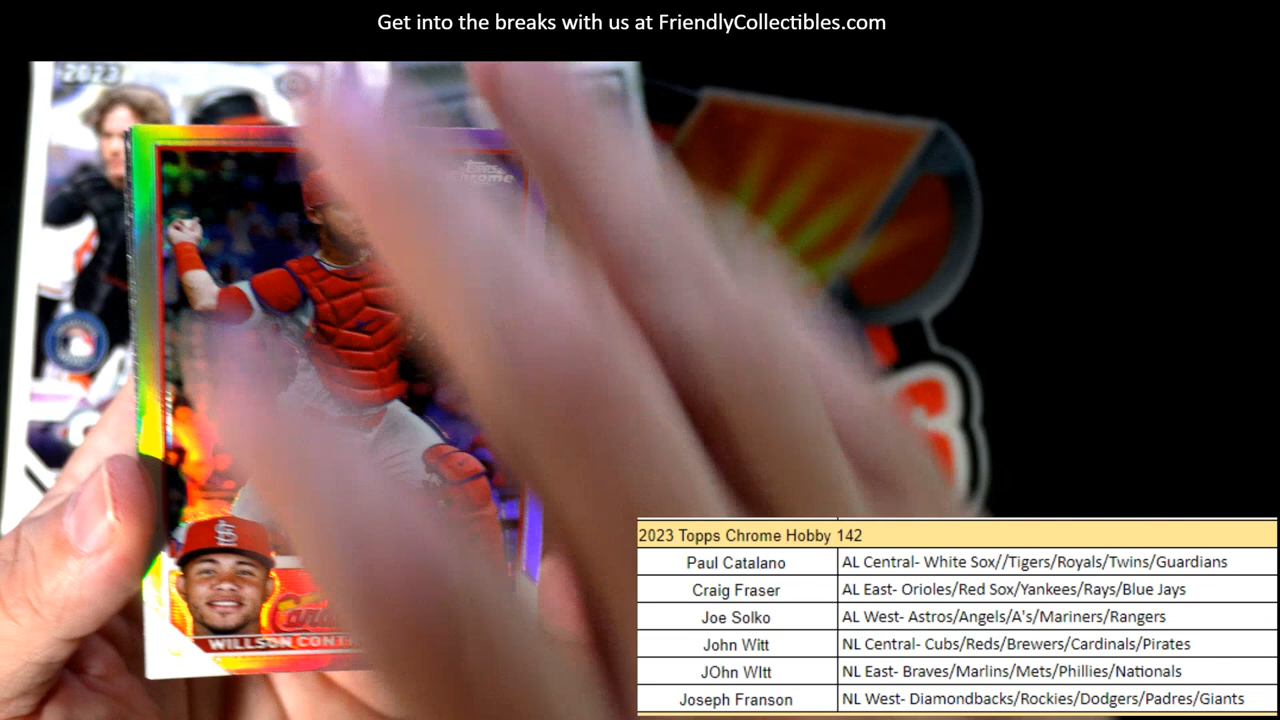 Get into the breaks with us at FriendlyCollectibles.com
2023
Topps
Chrome
WILLSON CONT
2023 Topps Chrome Hobby 142
Paul Catalano AL Central- White Sox//Tigers/Royals/Twins/Guardians
Craig Fraser AL East- Orioles/Red Sox/Yankees/Rays/Blue Jays
Joe Solko AL West- Astros/Angels/A's/Mariners/Rangers
John Witt NL Central- Cubs/Reds/Brewers/Cardinals/Pirates
JOhn WItt NL East- Braves/Marlins/Mets/Phillies/Nationals
Joseph Franson NL West- Diamondbacks/Rockies/Dodgers/Padres/Giants